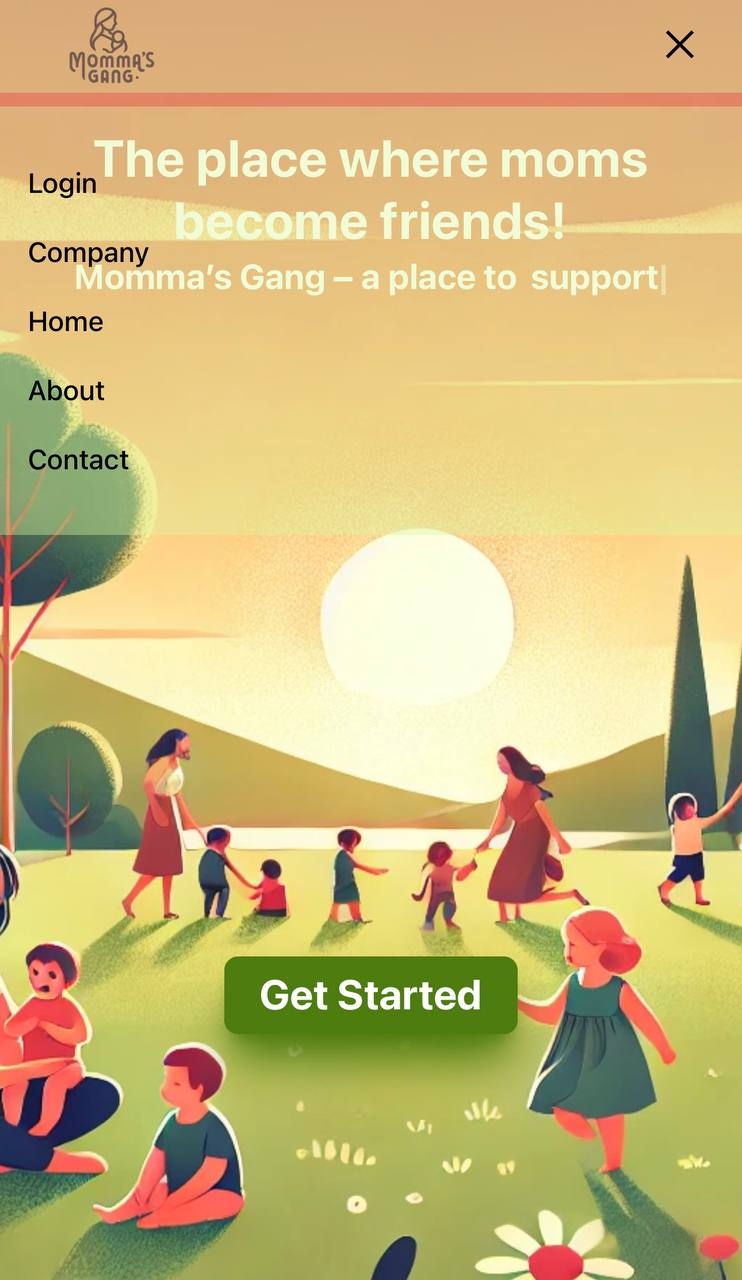 MOMMA'S
GANG
The place where moms
become friends!
Momma’s Gang – a place to support
Login
Company
Home
About
Contact
Get Started